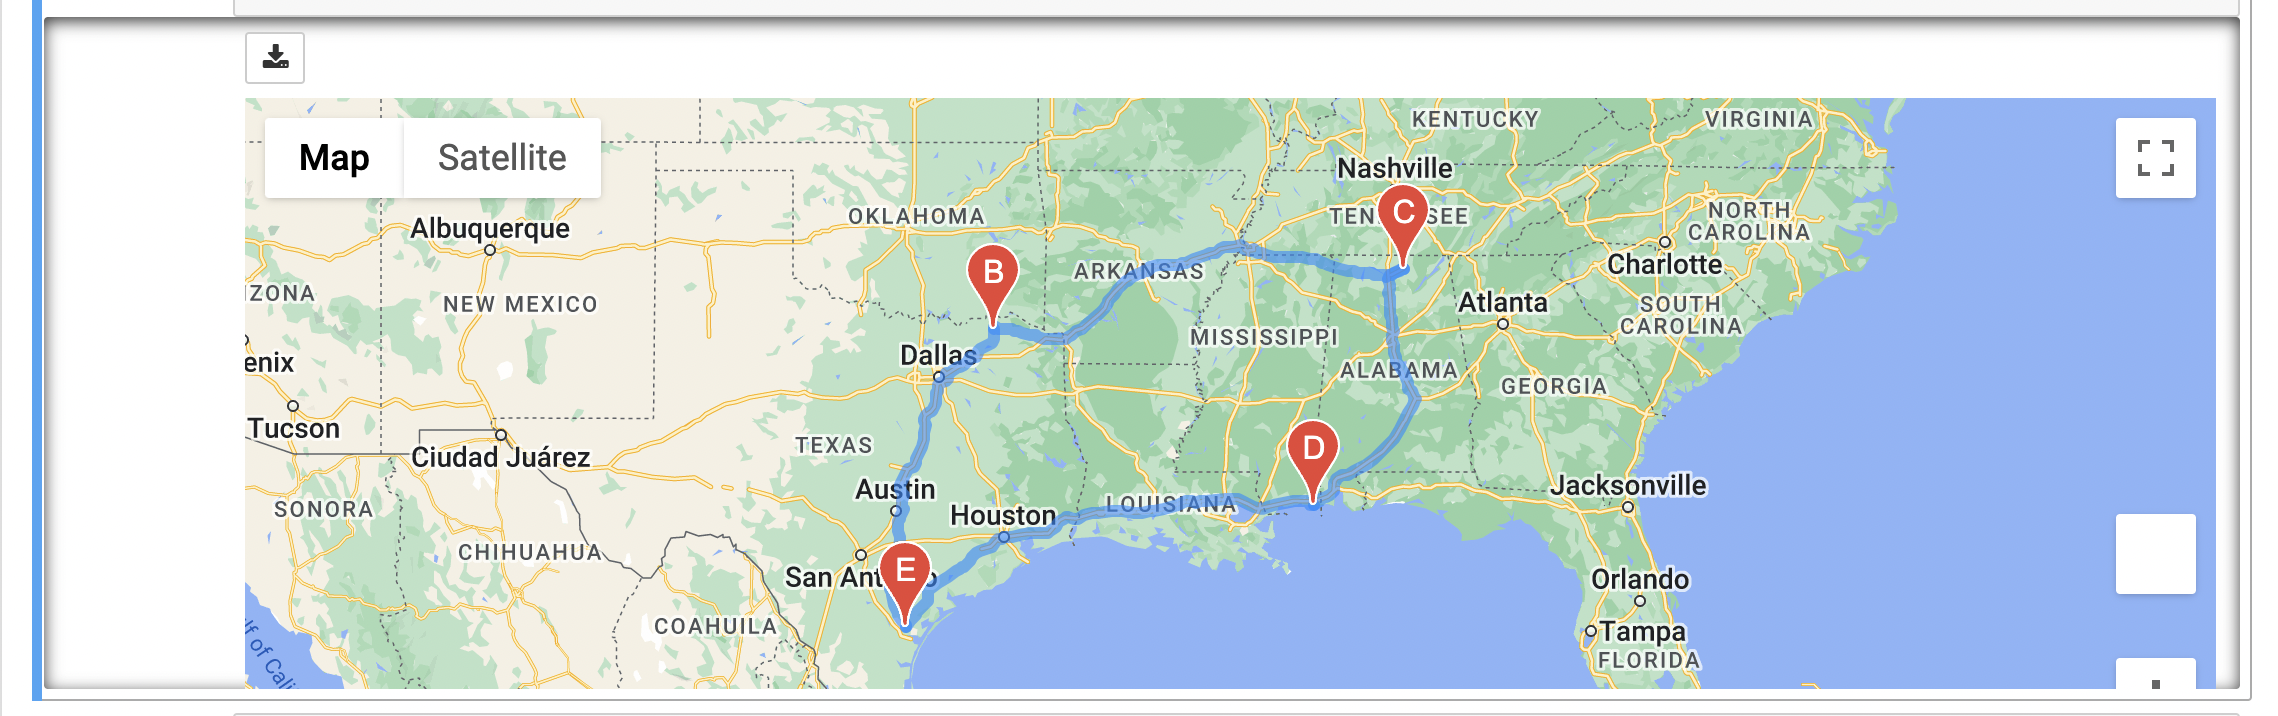 Map
Satellite
KENTUCKY
VIRGINIA
Nashville
OKLAHOMA
TEN
SEE
C
NORTH
CAROLINA
Albuquerque
B
ARKANSAS
Charlotte
IZONA
NEW MEXICO
Atlanta
SOUTH
CAROLINA
MISSISSIPPI
enix
Dallas
ALABAMA
GEORGIA
Tucson
Ciudad Juárez
TEXAS
D
Austin
Jacksonville
SONORA
Houston
LOUISIANA
CHIHUAHUA
San Ant
o
E
Orlando
COAHUILA
Tampa
lf of Cali
FLORIDA